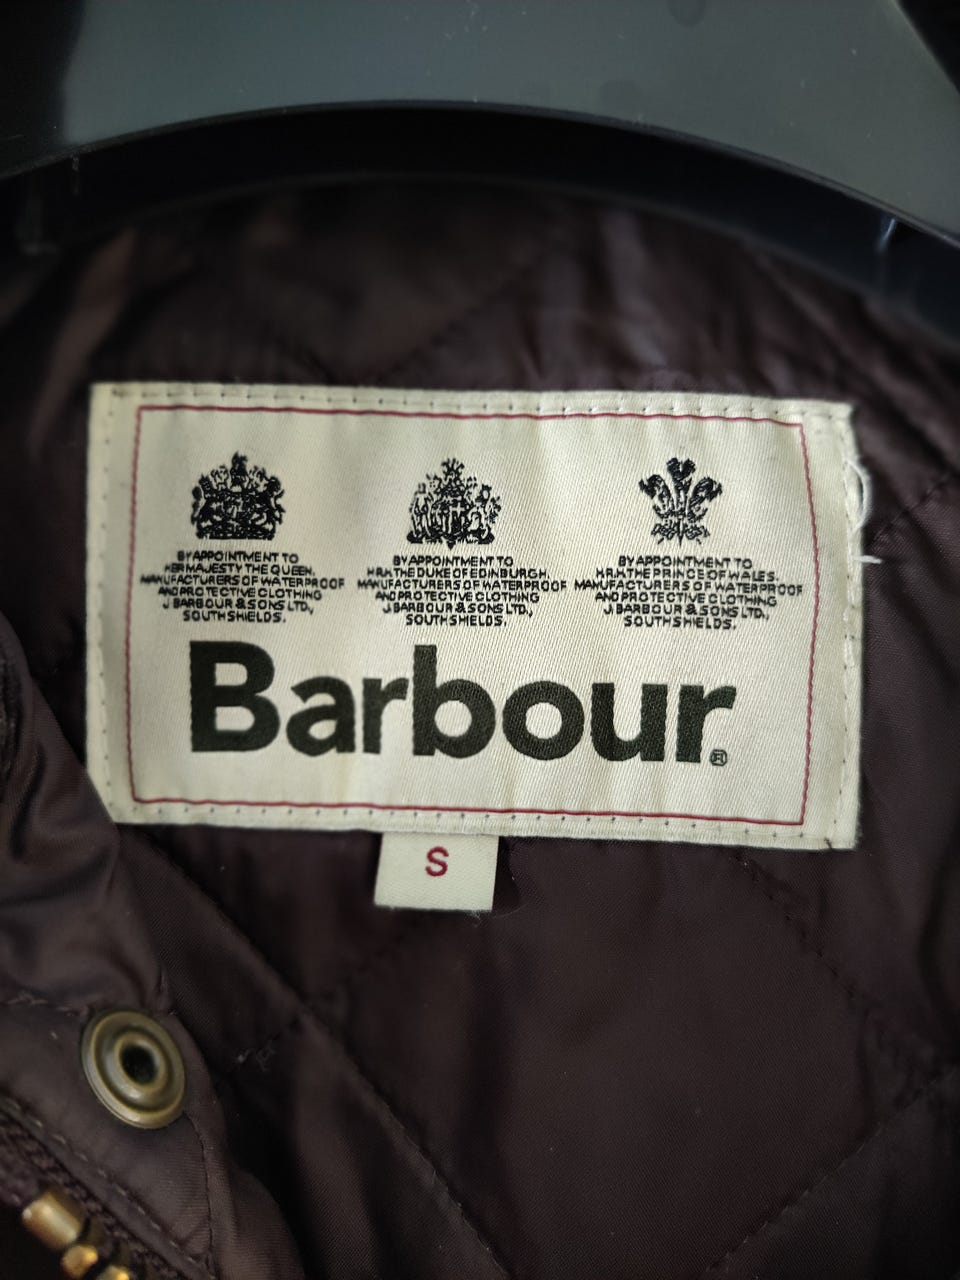 BY APPOINTMENT TO
HER MAJESTY THE QUEEN,
MANUFACTURERS OF WATERPROOF
AND PROTECTIVE CLOTHING
J. BARBOUR & SONS LTD.,
SOUTH SHIELDS.
BY APPOINTMENT TO
H.R.H. THE DUKE OF EDINBURGH,
MANUFACTURERS OF WATERPROOF
AND PROTECTIVE CLOTHING
J. BARBOUR & SONS LTD.,
SOUTH SHIELDS.
BY APPOINTMENT TO
H.R.H. THE PRINCE OF WALES.
MANUFACTURERS OF WATERPROOF
AND PROTECTIVE CLOTHING
J. BARBOUR & SONS LTD.,
SOUTH SHIELDS.
Barbour®
S